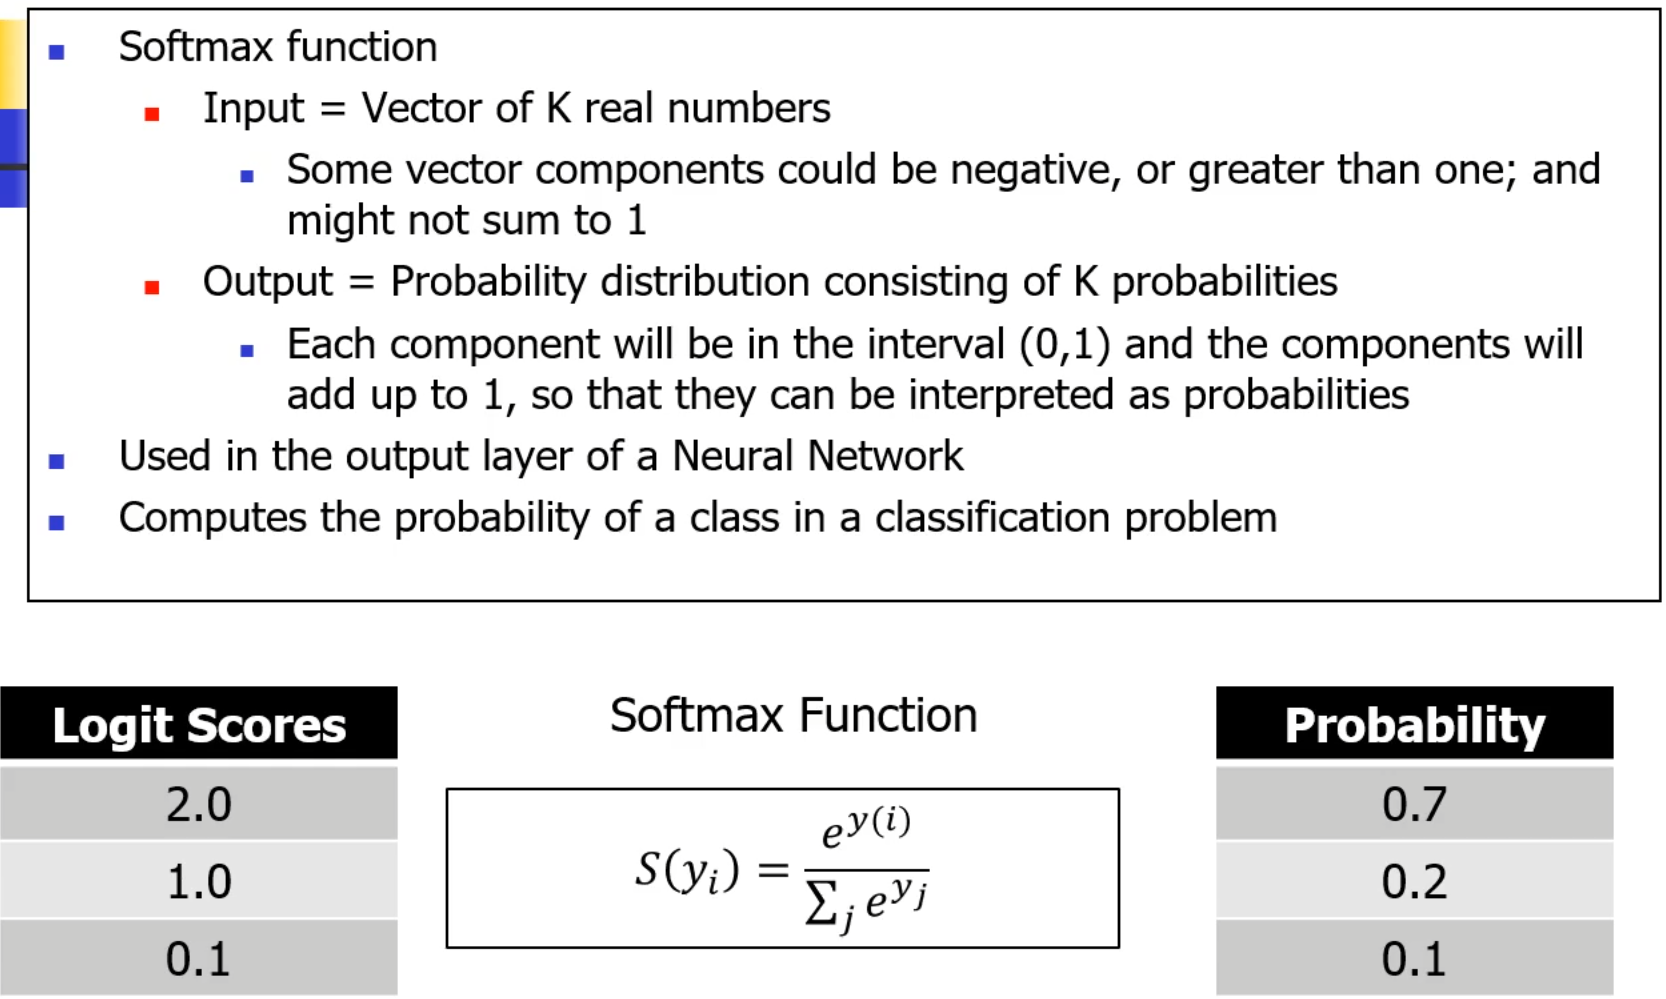 Softmax function
Input = Vector of K real numbers
Some vector components could be negative, or greater than one; and
might not sum to 1
Output = Probability distribution consisting of K probabilities
Each component will be in the interval (0,1) and the components will
add up to 1, so that they can be interpreted as probabilities
Used in the output layer of a Neural Network
Computes the probability of a class in a classification problem
Logit Scores
2.0
1.0
0.1
Softmax Function
S(y_i) = e^{y(i)} / ∑_j e^{y_j}
Probability
0.7
0.2
0.1